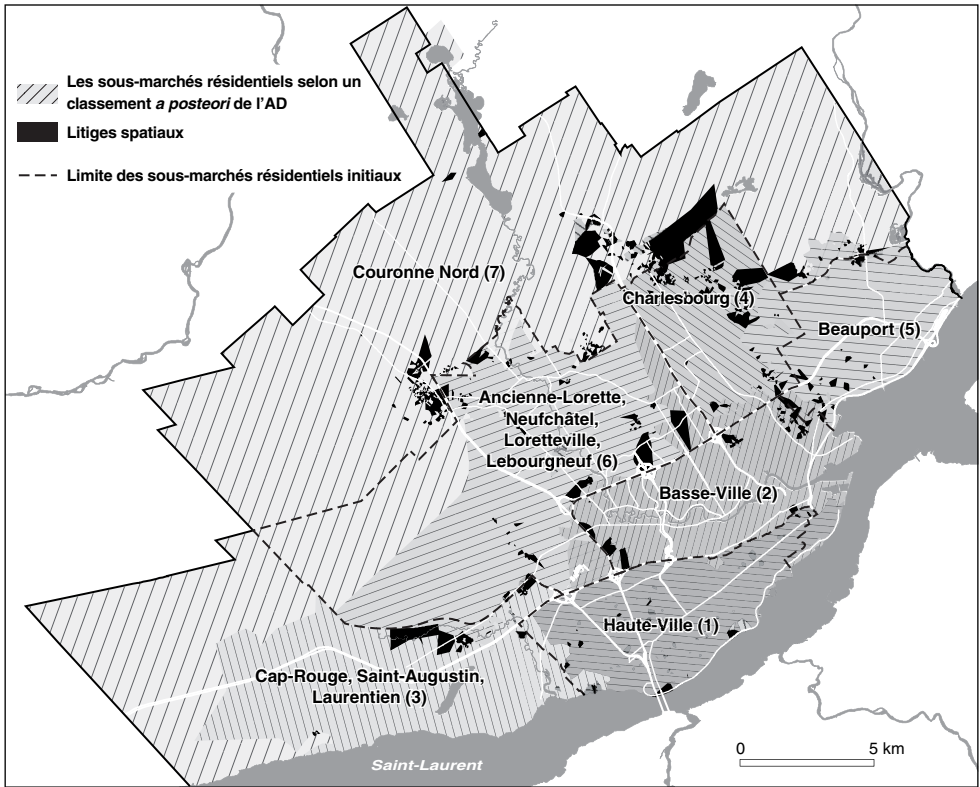 Les sous-marchés résidentiels selon un
classement a posteori de l'AD
Litiges spatiaux
Limite des sous-marchés résidentiels initiaux
Couronne Nord (7)
Charlesbourg (4)
Beauport (5)
Ancienne-Lorette,
Neufchâtel,
Loretteville,
Lebourgneuf (6)
Basse-Ville (2)
Haute-Ville (1)
Cap-Rouge, Saint-Augustin,
Laurentien (3)
0 5 km
Saint-Laurent